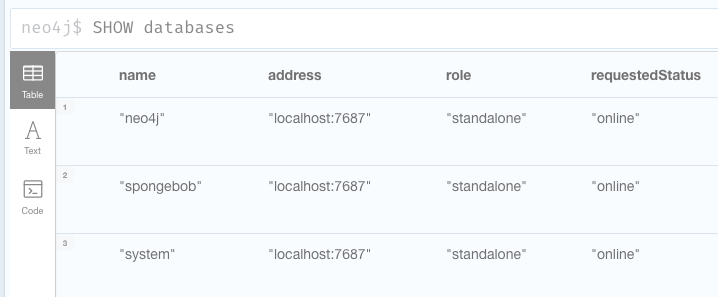 neo4j$ SHOW databases
name address role requestedStatus
Table
1
"neo4j" "localhost:7687" "standalone" "online"
Text
2
"spongebob" "localhost:7687" "standalone" "online"
Code
3
"system" "localhost:7687" "standalone" "online"